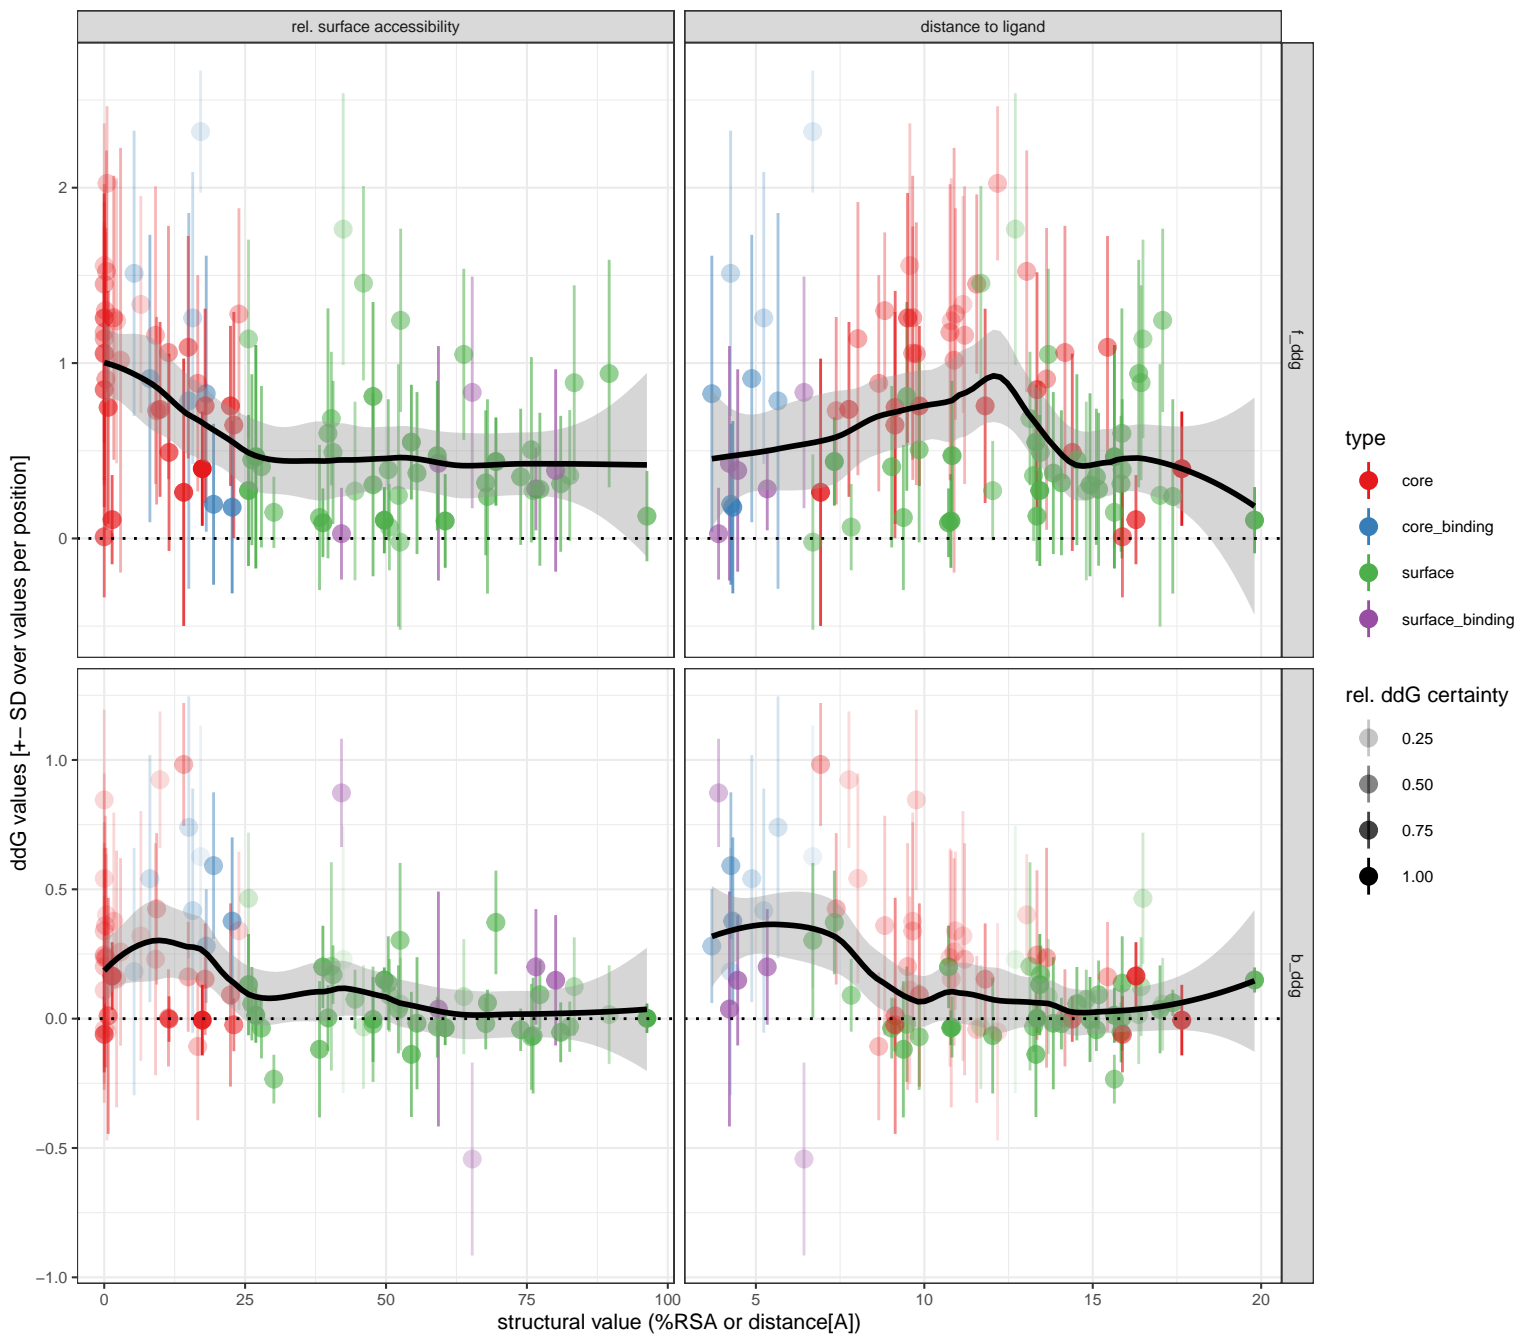 rel. surface accessibility
distance to ligand
f_ddg
b_ddg
ddG values [+− SD over values per position]
2
1
0
1.0
0.5
0.0
−0.5
−1.0
0
25
50
75
100
5
10
15
20
structural value (%RSA or distance[A])
type
core
core_binding
surface
surface_binding
rel. ddG certainty
0.25
0.50
0.75
1.00